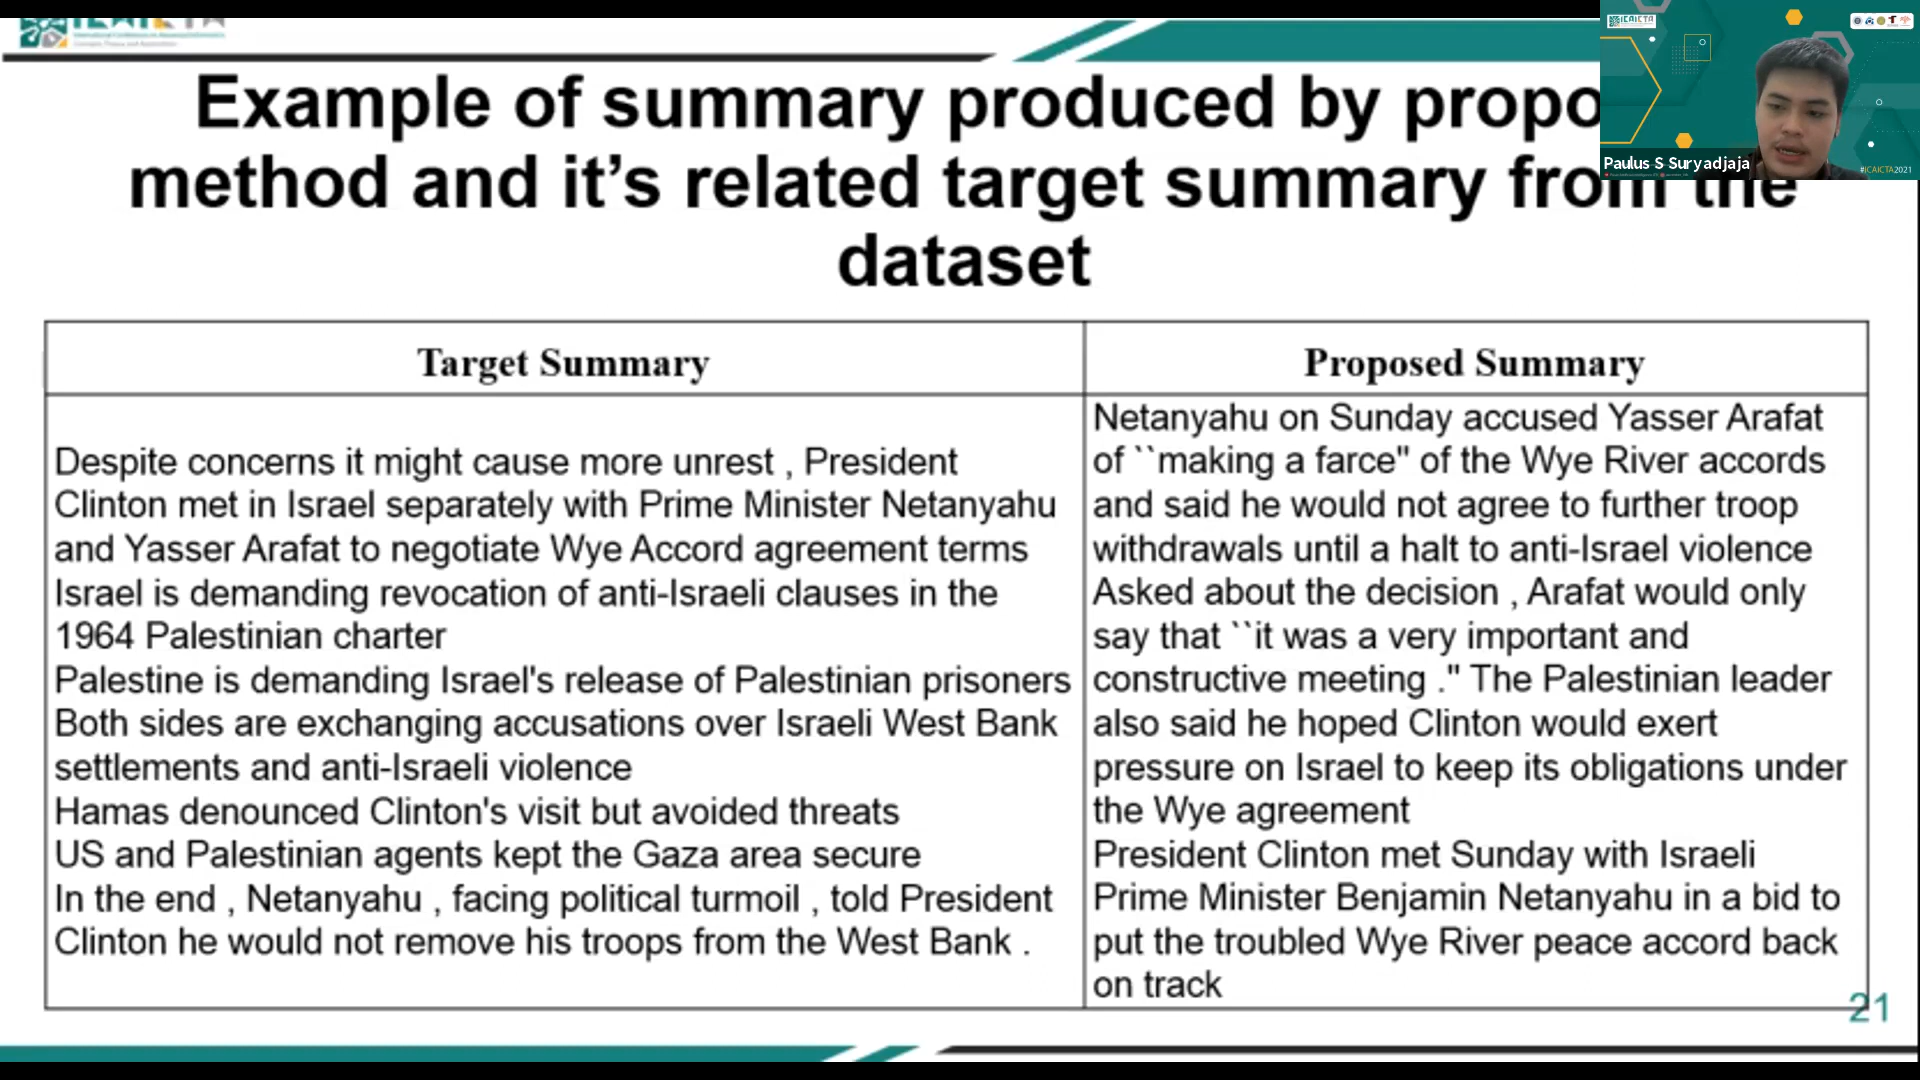 ICAICTA
Example of summary produced by propo
method and it's related target summary from the
dataset
Paulus S Suryadjaja
#ICAICTA2021
Target Summary
Despite concerns it might cause more unrest , President
Clinton met in Israel separately with Prime Minister Netanyahu
and Yasser Arafat to negotiate Wye Accord agreement terms
Israel is demanding revocation of anti-Israeli clauses in the
1964 Palestinian charter
Palestine is demanding Israel's release of Palestinian prisoners
Both sides are exchanging accusations over Israeli West Bank
settlements and anti-Israeli violence
Hamas denounced Clinton's visit but avoided threats
US and Palestinian agents kept the Gaza area secure
In the end , Netanyahu , facing political turmoil , told President
Clinton he would not remove his troops from the West Bank .
Proposed Summary
Netanyahu on Sunday accused Yasser Arafat
of ``making a farce" of the Wye River accords
and said he would not agree to further troop
withdrawals until a halt to anti-Israel violence
Asked about the decision , Arafat would only
say that ``it was a very important and
constructive meeting ." The Palestinian leader
also said he hoped Clinton would exert
pressure on Israel to keep its obligations under
the Wye agreement
President Clinton met Sunday with Israeli
Prime Minister Benjamin Netanyahu in a bid to
put the troubled Wye River peace accord back
on track
21